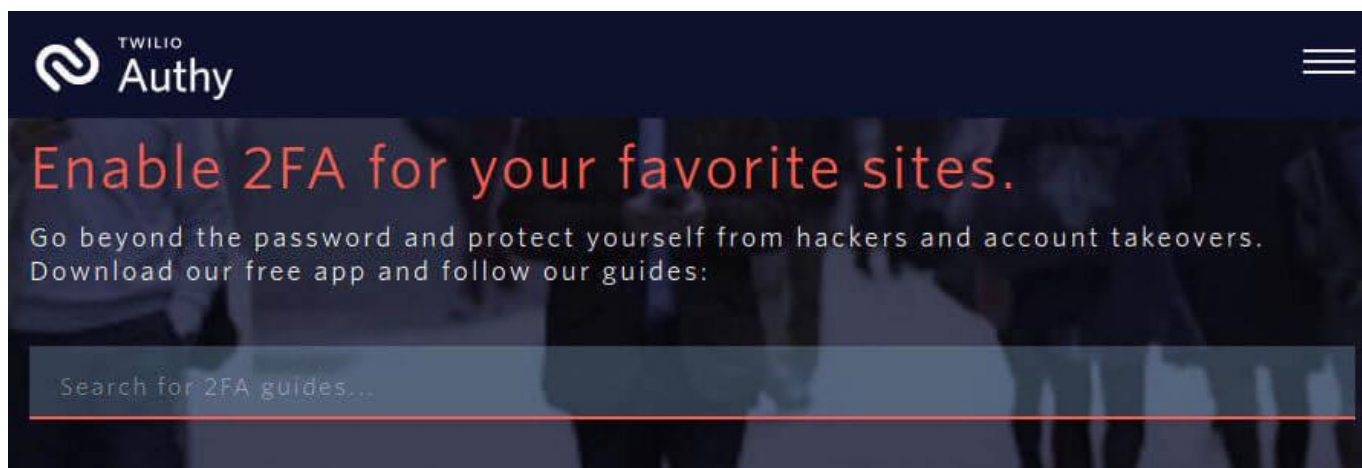 TWILIO
Authy
Enable 2FA for your favorite sites.
Go beyond the password and protect yourself from hackers and account takeovers.
Download our free app and follow our guides:
Search for 2FA guides...